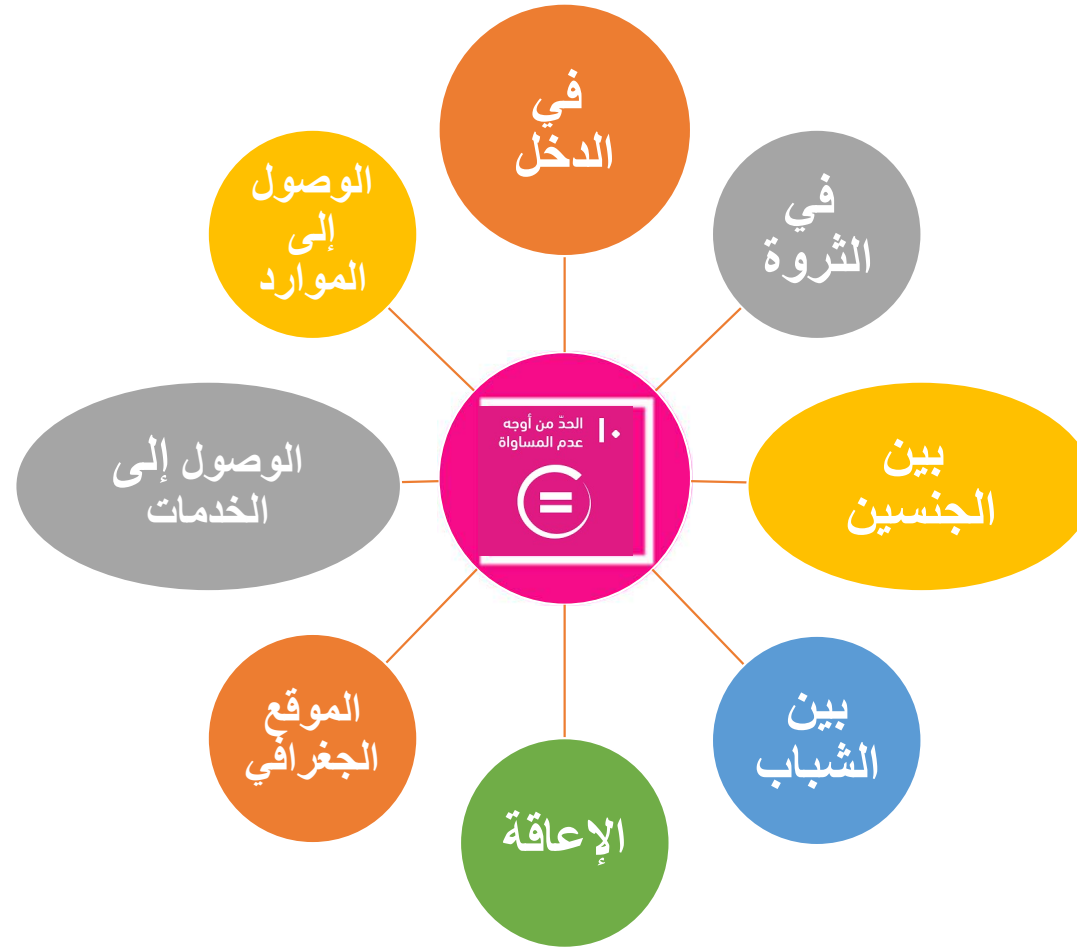 في
الدخل
في
الثروة
بين
الجنسين
بين
الشباب
الإعاقة
الموقع
الجغرافي
الوصول إلى
الخدمات
الوصول
إلى
الموارد
١٠ الحدّ من أوجه
عدم المساواة